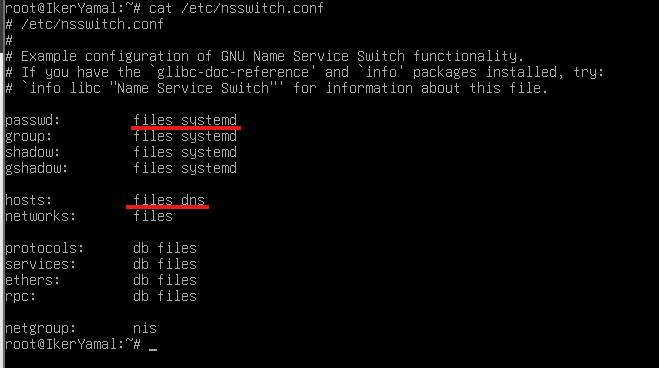 root@IkerYamal:~# cat /etc/nsswitch.conf
# /etc/nsswitch.conf
#
# Example configuration of GNU Name Service Switch functionality.
# If you have the `glibc-doc-reference' and `info' packages installed, try:
# `info libc "Name Service Switch"' for information about this file.
passwd: files systemd
group: files systemd
shadow: files systemd
gshadow: files systemd
hosts: files dns
networks: files
protocols: db files
services: db files
ethers: db files
rpc: db files
netgroup: nis
root@IkerYamal:~# _